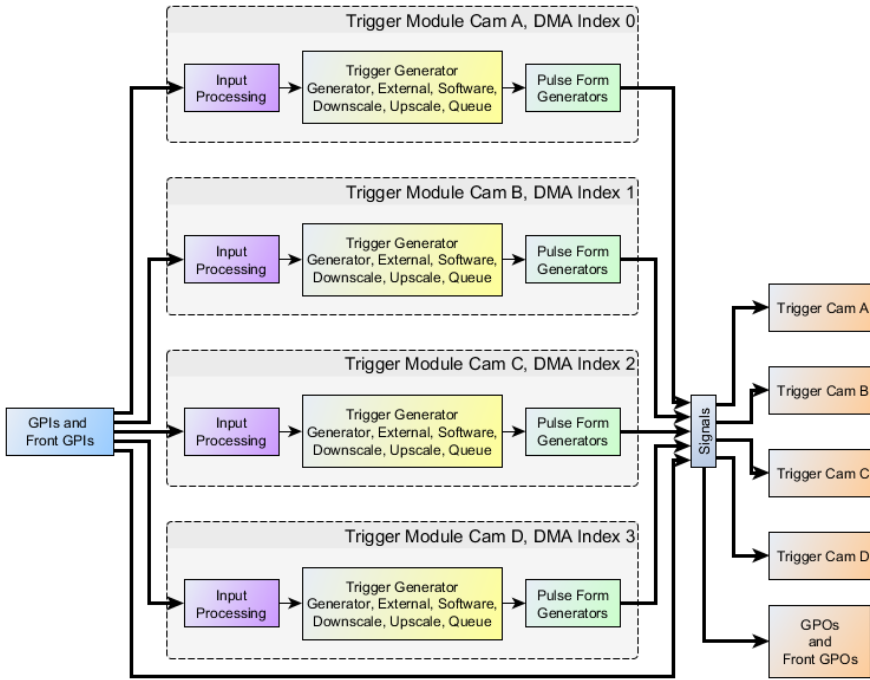 Trigger Module Cam A, DMA Index 0
Input
Processing
Trigger Generator
Generator, External, Software,
Downscale, Upscale, Queue
Pulse Form
Generators
Trigger Module Cam B, DMA Index 1
Input
Processing
Trigger Generator
Generator, External, Software,
Downscale, Upscale, Queue
Pulse Form
Generators
Trigger Module Cam C, DMA Index 2
Input
Processing
Trigger Generator
Generator, External, Software,
Downscale, Upscale, Queue
Pulse Form
Generators
Trigger Module Cam D, DMA Index 3
Input
Processing
Trigger Generator
Generator, External, Software,
Downscale, Upscale, Queue
Pulse Form
Generators
GPIs and
Front GPIs
Signals
Trigger Cam A
Trigger Cam B
Trigger Cam C
Trigger Cam D
GPOs
and
Front GPOs